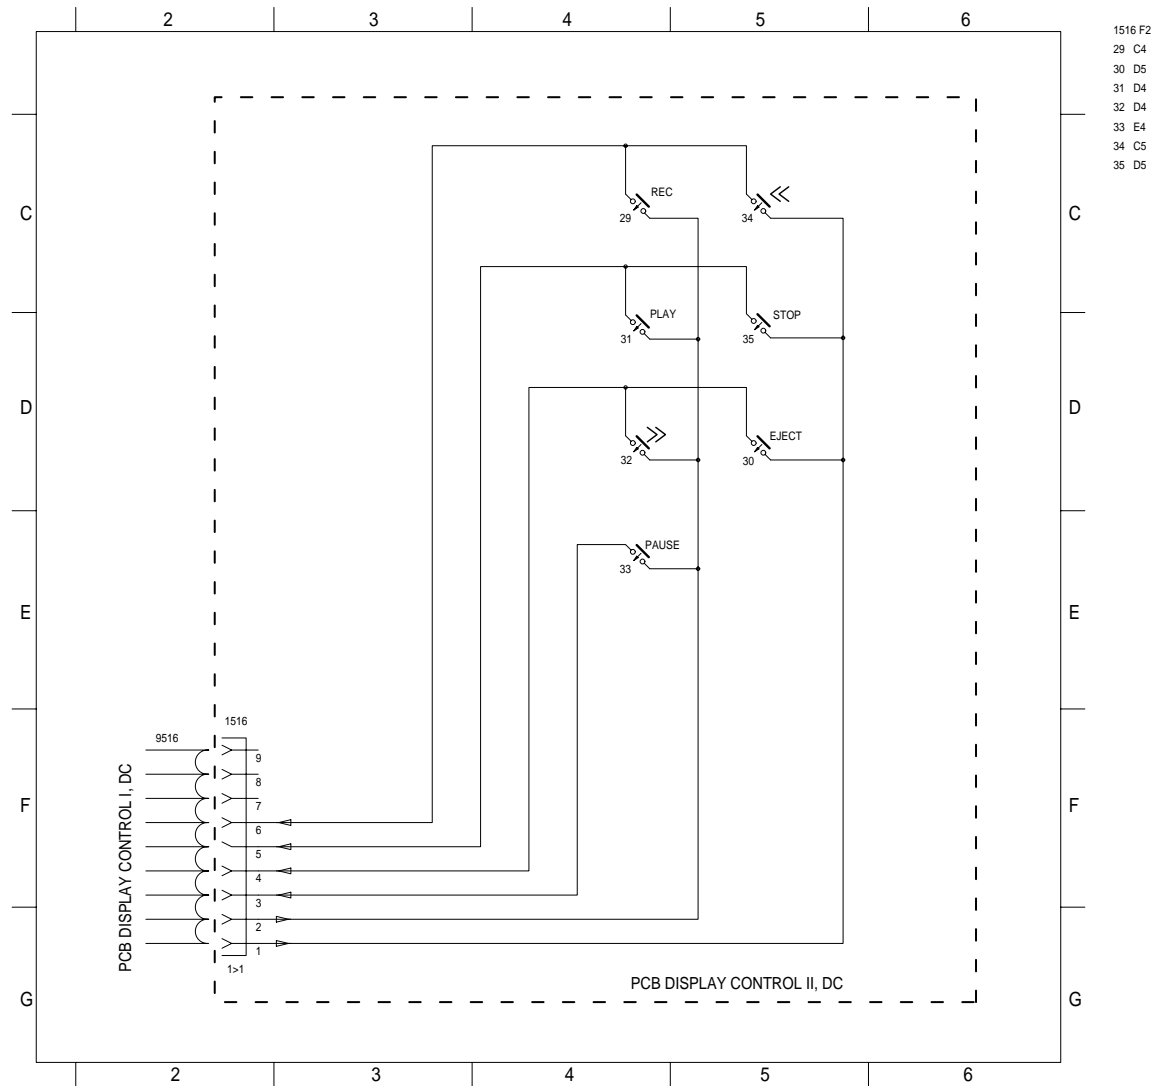 2 3 4 5 6
1516 F2
29 C4
30 D5
31 D4
32 D4
33 E4
34 C5
35 D5
C C
REC
29
34
PLAY
31
STOP
35
D D
32
EJECT
30
PAUSE
33
E E
1516
9516
9
8
7
6
5
4
3
2
1
1>1
F F
PCB DISPLAY CONTROL I, DC
PCB DISPLAY CONTROL II, DC
G G
2 3 4 5 6